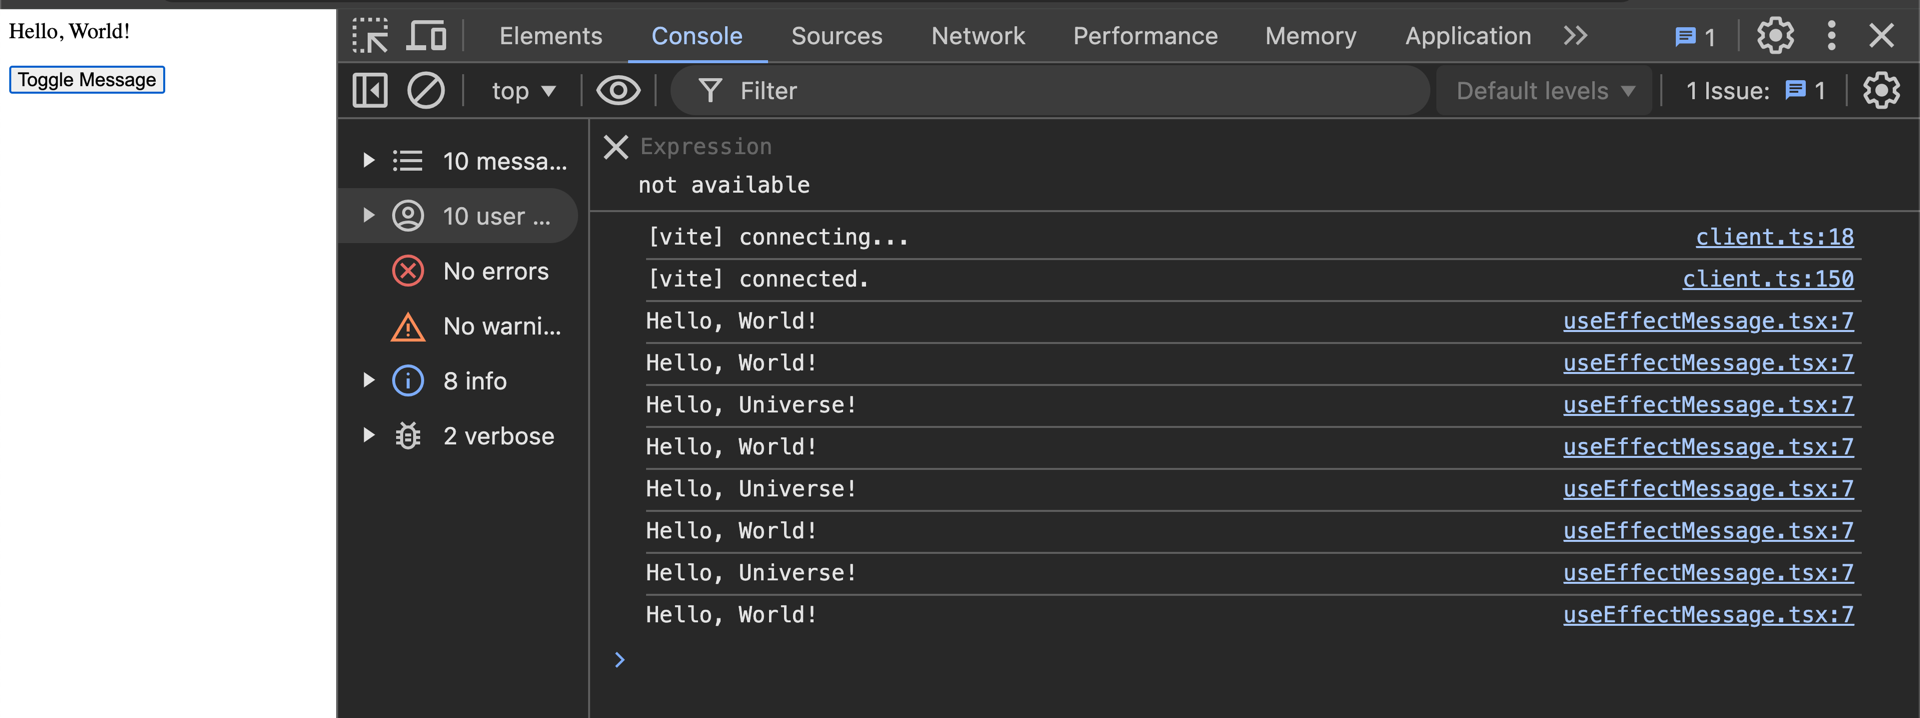 Hello, World!
Toggle Message
Elements Console Sources Network Performance Memory Application 1
top Filter Default levels 1 Issue: 1
10 messa...
10 user ...
No errors
No warni...
8 info
2 verbose
Expression
not available
[vite] connecting... client.ts:18
[vite] connected. client.ts:150
Hello, World! useEffectMessage.tsx:7
Hello, World! useEffectMessage.tsx:7
Hello, Universe! useEffectMessage.tsx:7
Hello, World! useEffectMessage.tsx:7
Hello, Universe! useEffectMessage.tsx:7
Hello, World! useEffectMessage.tsx:7
Hello, Universe! useEffectMessage.tsx:7
Hello, World! useEffectMessage.tsx:7